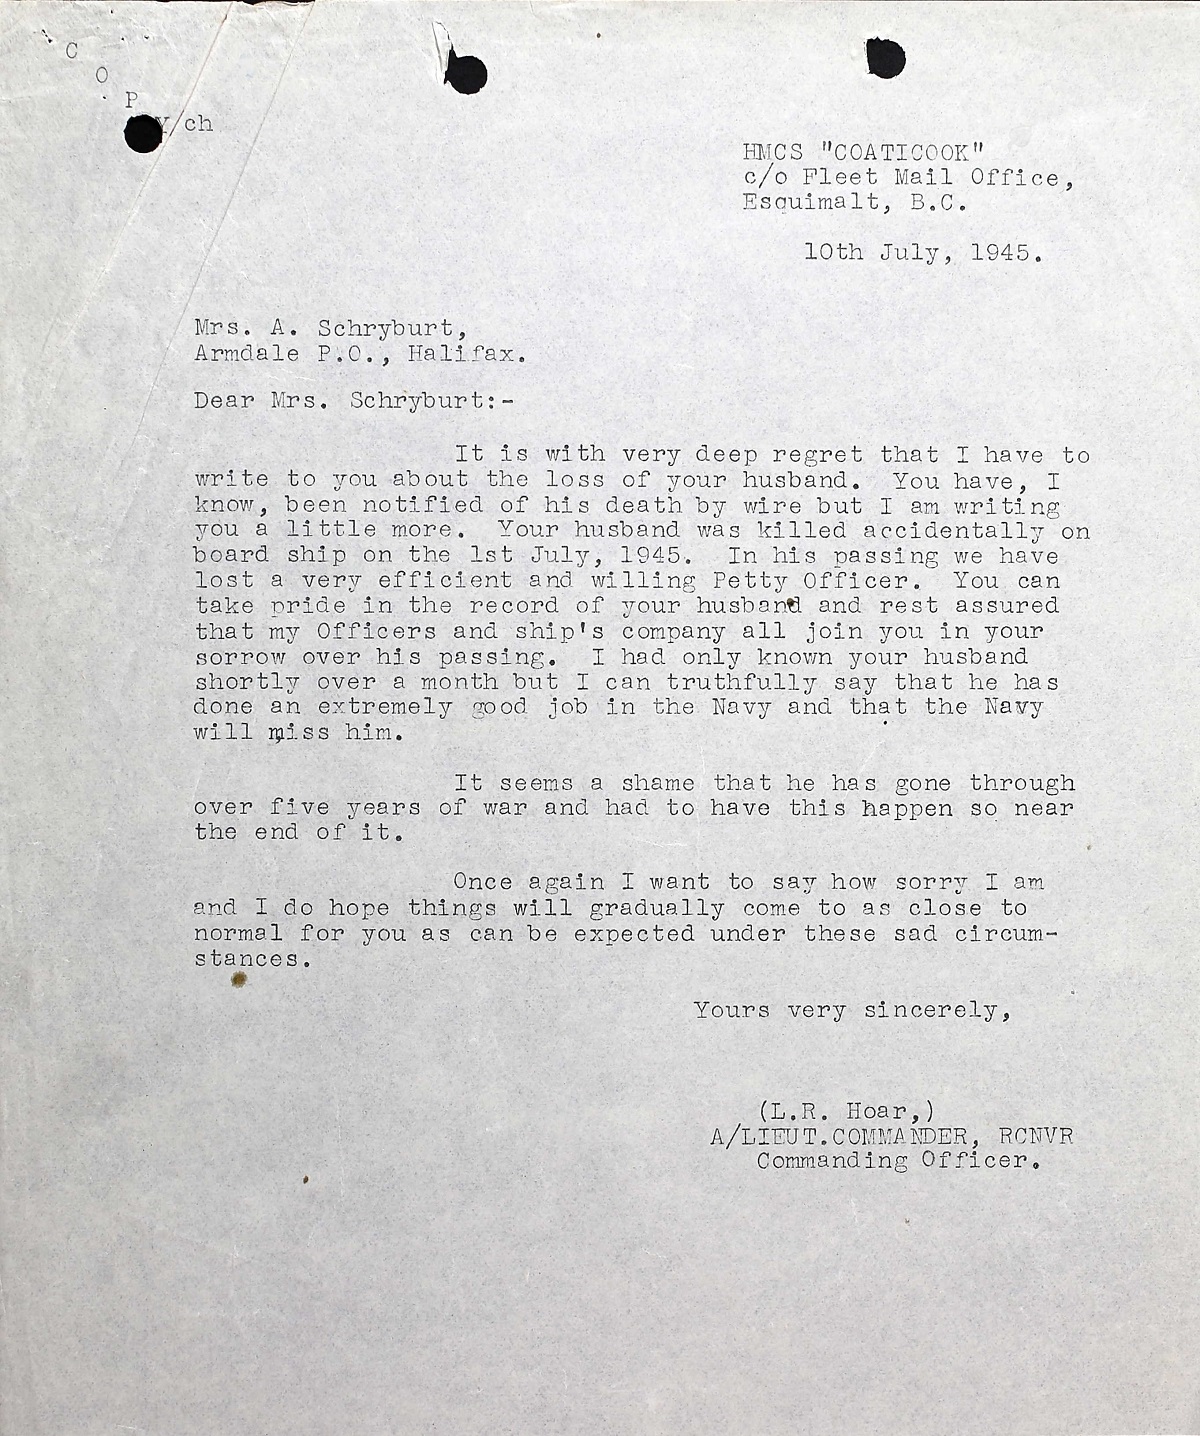 C
O
P
Y/ch
HMCS "COATICOOK"
c/o Fleet Mail Office,
Esquimalt, B.C.
10th July, 1945.
Mrs. A. Schryburt,
Armdale P.O., Halifax.
Dear Mrs. Schryburt:-
It is with very deep regret that I have to
write to you about the loss of your husband. You have, I
know, been notified of his death by wire but I am writing
you a little more. Your husband was killed accidentally on
board ship on the 1st July, 1945. In his passing we have
lost a very efficient and willing Petty Officer. You can
take pride in the record of your husband and rest assured
that my Officers and ship's company all join you in your
sorrow over his passing. I had only known your husband
shortly over a month but I can truthfully say that he has
done an extremely good job in the Navy and that the Navy
will miss him.
It seems a shame that he has gone through
over five years of war and had to have this happen so near
the end of it.
Once again I want to say how sorry I am
and I do hope things will gradually come to as close to
normal for you as can be expected under these sad circum-
stances.
Yours very sincerely,
(L.R. Hoar,)
A/LIEUT.COMMANDER, RCNVR
Commanding Officer.